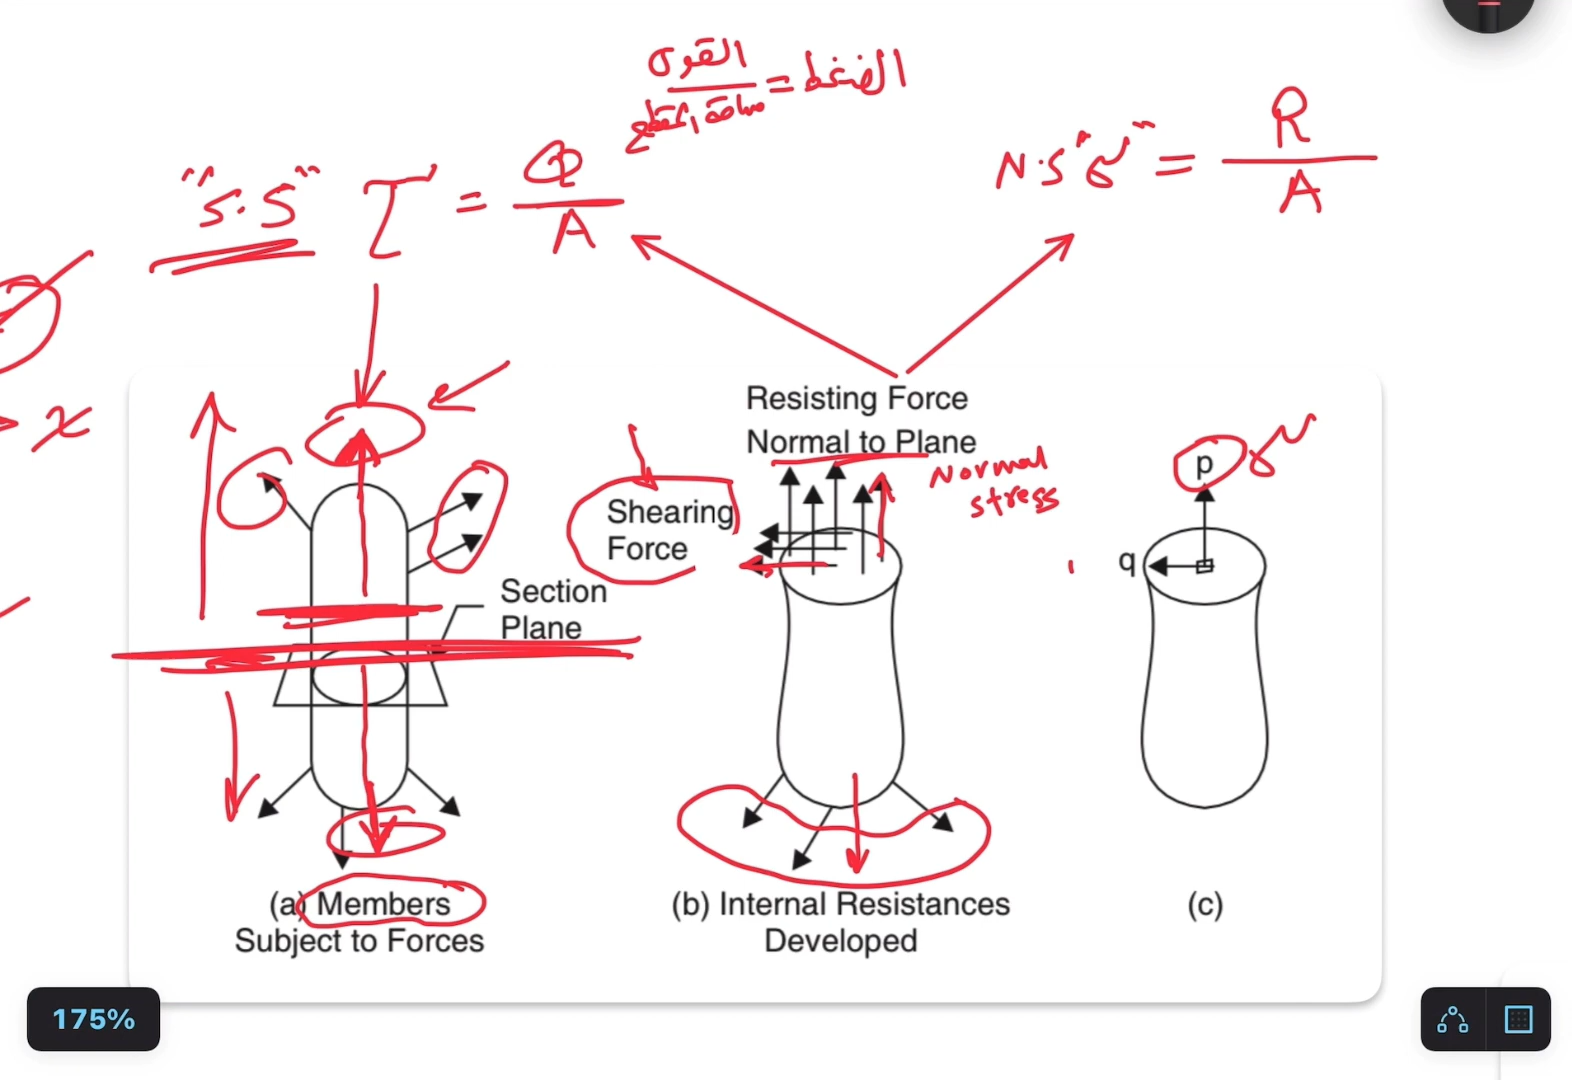 الضغط = القوى / مساحة المقطع
"S.S" τ = Q / A
N.S "σ" = R / A
x
Resisting Force
Normal to Plane
Normal
stress
Shearing
Force
Section
Plane
p σ
q
(a) Members
Subject to Forces
(b) Internal Resistances
Developed
(c)
175%